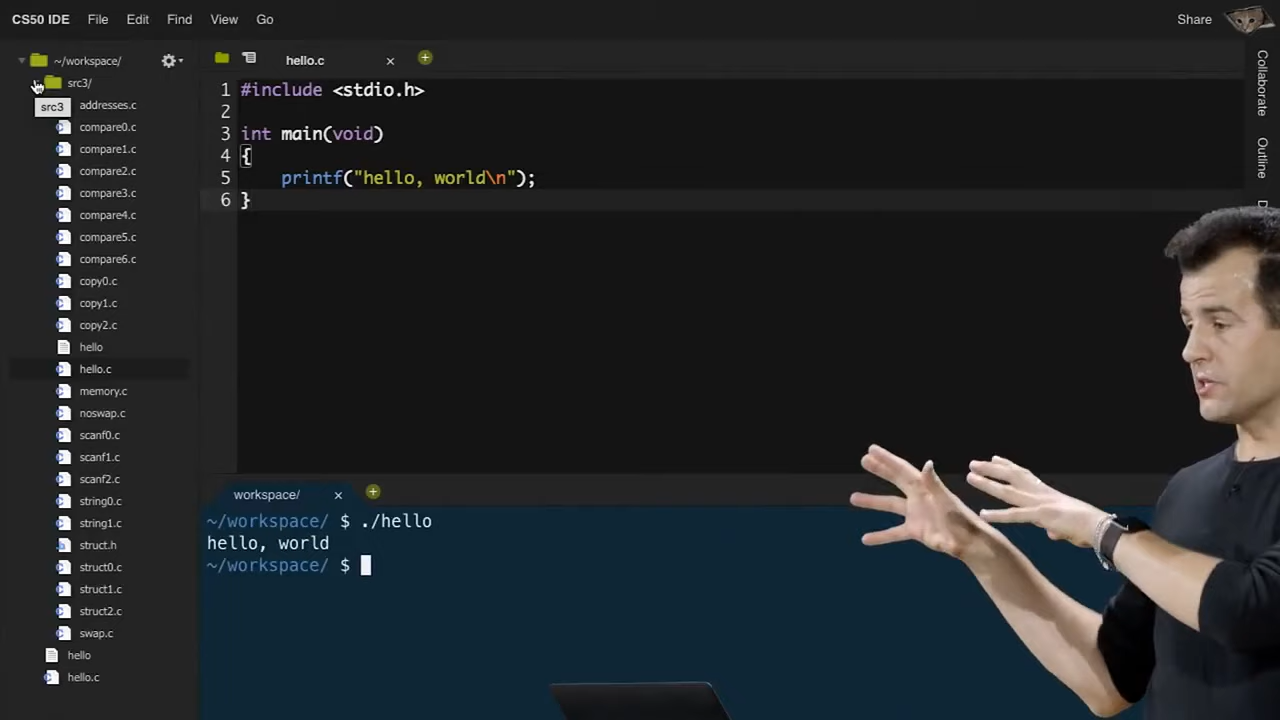 CS50 IDE File Edit Find View Go Share
~/workspace/
src3/
src3
addresses.c
compare0.c
compare1.c
compare2.c
compare3.c
compare4.c
compare5.c
compare6.c
copy0.c
copy1.c
copy2.c
hello
hello.c
memory.c
noswap.c
scanf0.c
scanf1.c
scanf2.c
string0.c
string1.c
struct.h
struct0.c
struct1.c
struct2.c
swap.c
hello
hello.c
hello.c
1 #include <stdio.h>
2
3 int main(void)
4 {
5 printf("hello, world\n");
6 }
workspace/
~/workspace/ $ ./hello
hello, world
~/workspace/ $
Collaborate
Outline